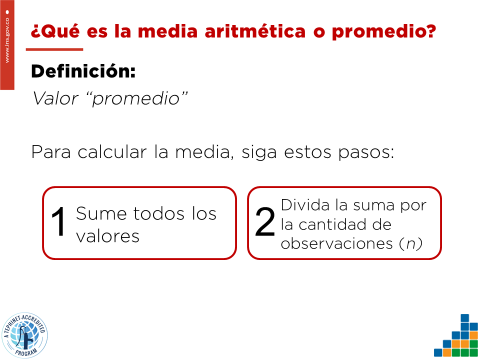 www.ins.gov.co
¿Qué es la media aritmética o promedio?
Definición:
Valor “promedio”
Para calcular la media, siga estos pasos:
1 Sume todos los
valores
2 Divida la suma por
la cantidad de
observaciones (n)
A TEPHINET ACCREDITED
PROGRAM